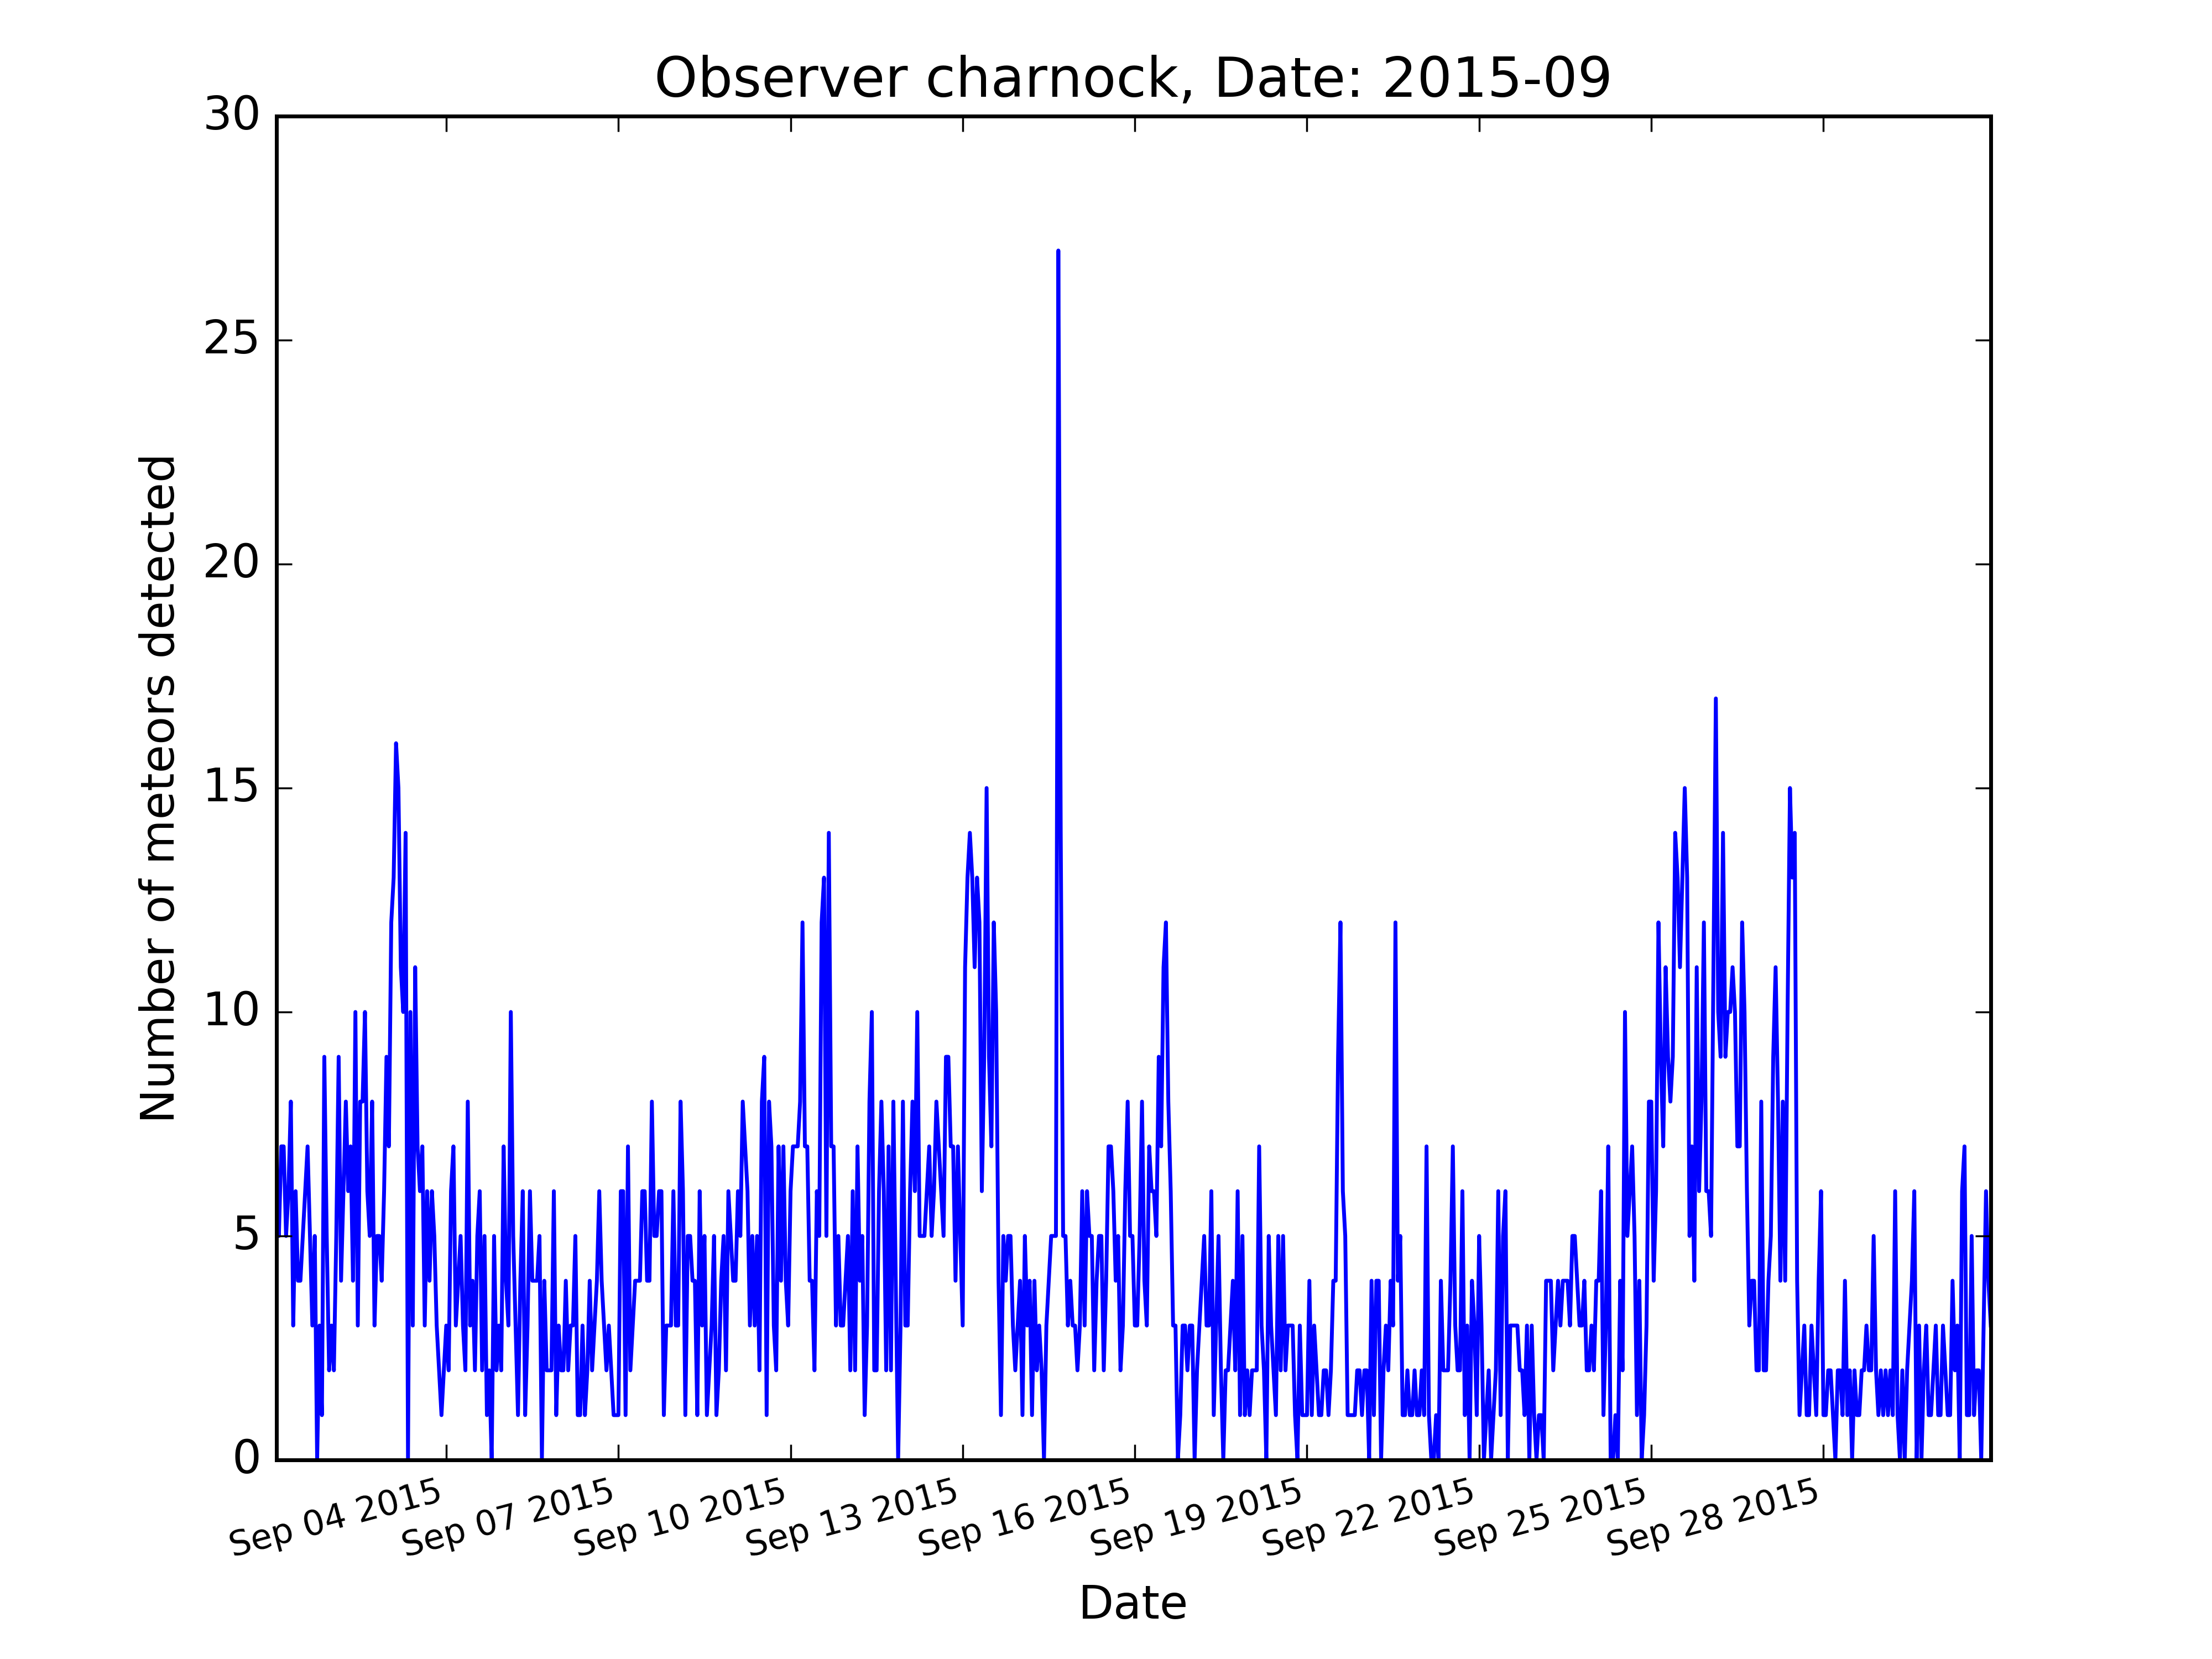 Observer charnock, Date: 2015-09
30
25
20
15
10
5
0
Number of meteors detected
Sep 04 2015
Sep 07 2015
Sep 10 2015
Sep 13 2015
Sep 16 2015
Sep 19 2015
Sep 22 2015
Sep 25 2015
Sep 28 2015
Date